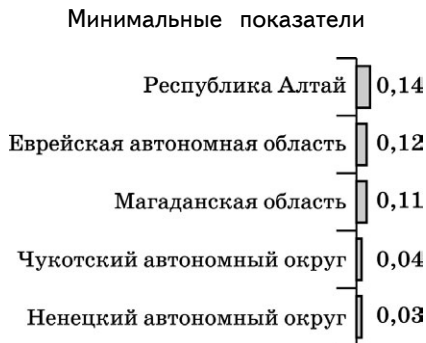 Минимальные показатели
Республика Алтай 0,14
Еврейская автономная область 0,12
Магаданская область 0,11
Чукотский автономный округ 0,04
Ненецкий автономный округ 0,03